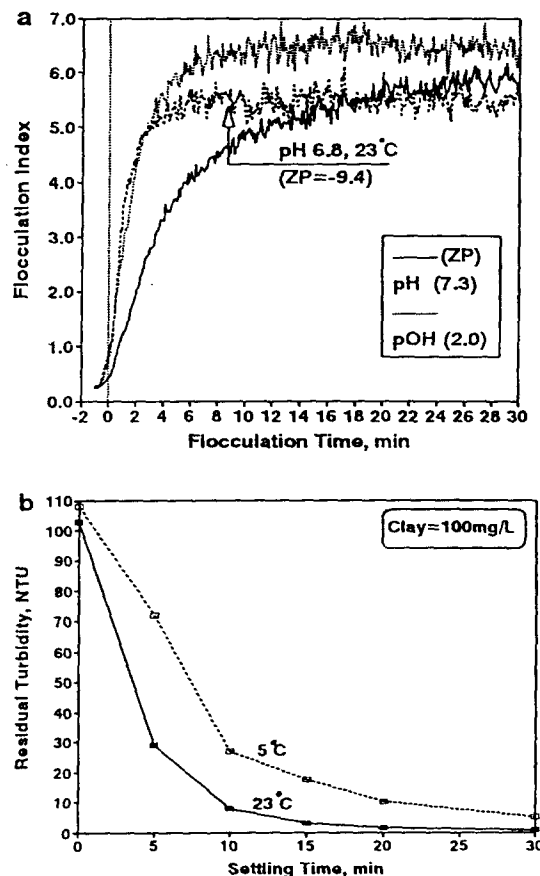 a
7.0
6.0
5.0
4.0
3.0
2.0
1.0
0.0
Flocculation Index
pH 6.8, 23°C
(ZP=-9.4)
(ZP)
pH (7.3)
pOH (2.0)
-2 0 2 4 6 8 10 12 14 16 18 20 22 24 26 28 30
Flocculation Time, min
b
110
100
90
80
70
60
50
40
30
20
10
0
Residual Turbidity, NTU
Clay=100mg/L
5°C
23°C
0 5 10 15 20 25 30
Settling Time, min